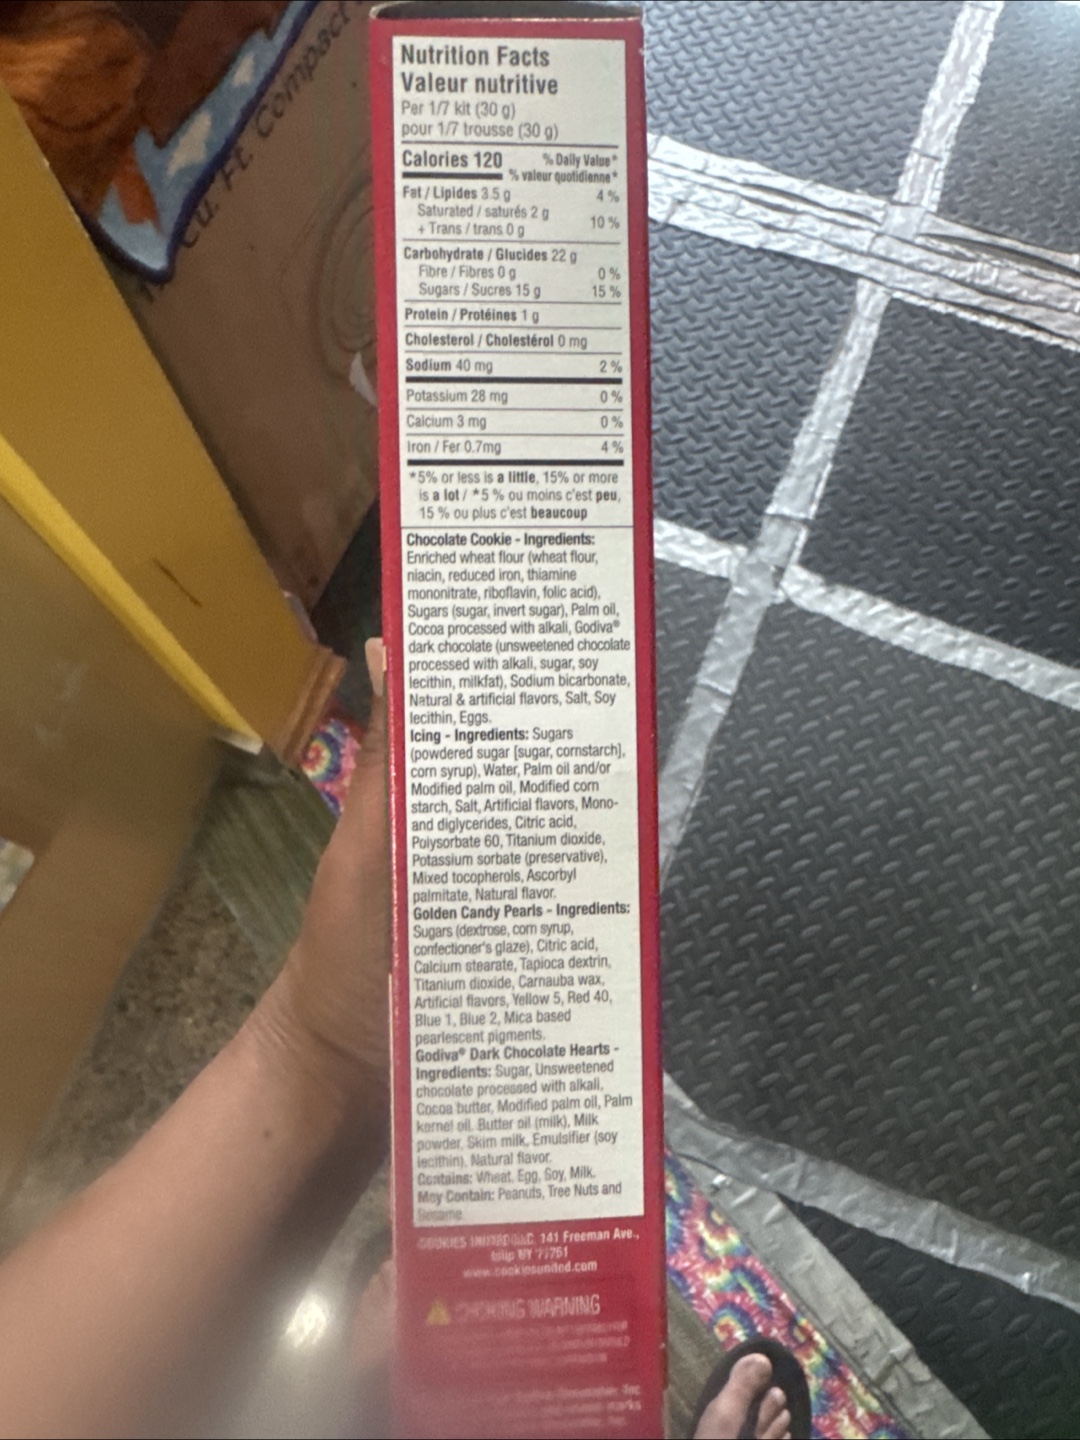 Cu. Ft. Compact
Nutrition Facts
Valeur nutritive
Per 1/7 kit (30 g)
pour 1/7 trousse (30 g)
Calories 120
% Daily Value*
% valeur quotidienne*
Fat / Lipides 3.5 g 4 %
Saturated / saturés 2 g
+ Trans / trans 0 g 10 %
Carbohydrate / Glucides 22 g
Fibre / Fibres 0 g 0 %
Sugars / Sucres 15 g 15 %
Protein / Protéines 1 g
Cholesterol / Cholestérol 0 mg
Sodium 40 mg 2 %
Potassium 28 mg 0 %
Calcium 3 mg 0 %
Iron / Fer 0.7mg 4 %
*5% or less is a little, 15% or more
is a lot / *5 % ou moins c'est peu,
15 % ou plus c'est beaucoup
Chocolate Cookie - Ingredients:
Enriched wheat flour (wheat flour,
niacin, reduced iron, thiamine
mononitrate, riboflavin, folic acid),
Sugars (sugar, invert sugar), Palm oil,
Cocoa processed with alkali, Godiva®
dark chocolate (unsweetened chocolate
processed with alkali, sugar, soy
lecithin, milkfat), Sodium bicarbonate,
Natural & artificial flavors, Salt, Soy
lecithin, Eggs.
Icing - Ingredients: Sugars
(powdered sugar [sugar, cornstarch],
corn syrup), Water, Palm oil and/or
Modified palm oil, Modified corn
starch, Salt, Artificial flavors, Mono-
and diglycerides, Citric acid,
Polysorbate 60, Titanium dioxide,
Potassium sorbate (preservative),
Mixed tocopherols, Ascorbyl
palmitate, Natural flavor.
Golden Candy Pearls - Ingredients:
Sugars (dextrose, corn syrup,
confectioner's glaze), Citric acid,
Calcium stearate, Tapioca dextrin,
Titanium dioxide, Carnauba wax,
Artificial flavors, Yellow 5, Red 40,
Blue 1, Blue 2, Mica based
pearlescent pigments.
Godiva® Dark Chocolate Hearts -
Ingredients: Sugar, Unsweetened
chocolate processed with alkali,
Cocoa butter, Modified palm oil, Palm
kernel oil, Butter oil (milk), Milk
powder, Skim milk, Emulsifier (soy
lecithin), Natural flavor.
Contains: Wheat, Egg, Soy, Milk.
May Contain: Peanuts, Tree Nuts and
Sesame
COOKIES UNITED 141 Freeman Ave.,
Islip NY
www.cookiesunited.com
CHOKING WARNING